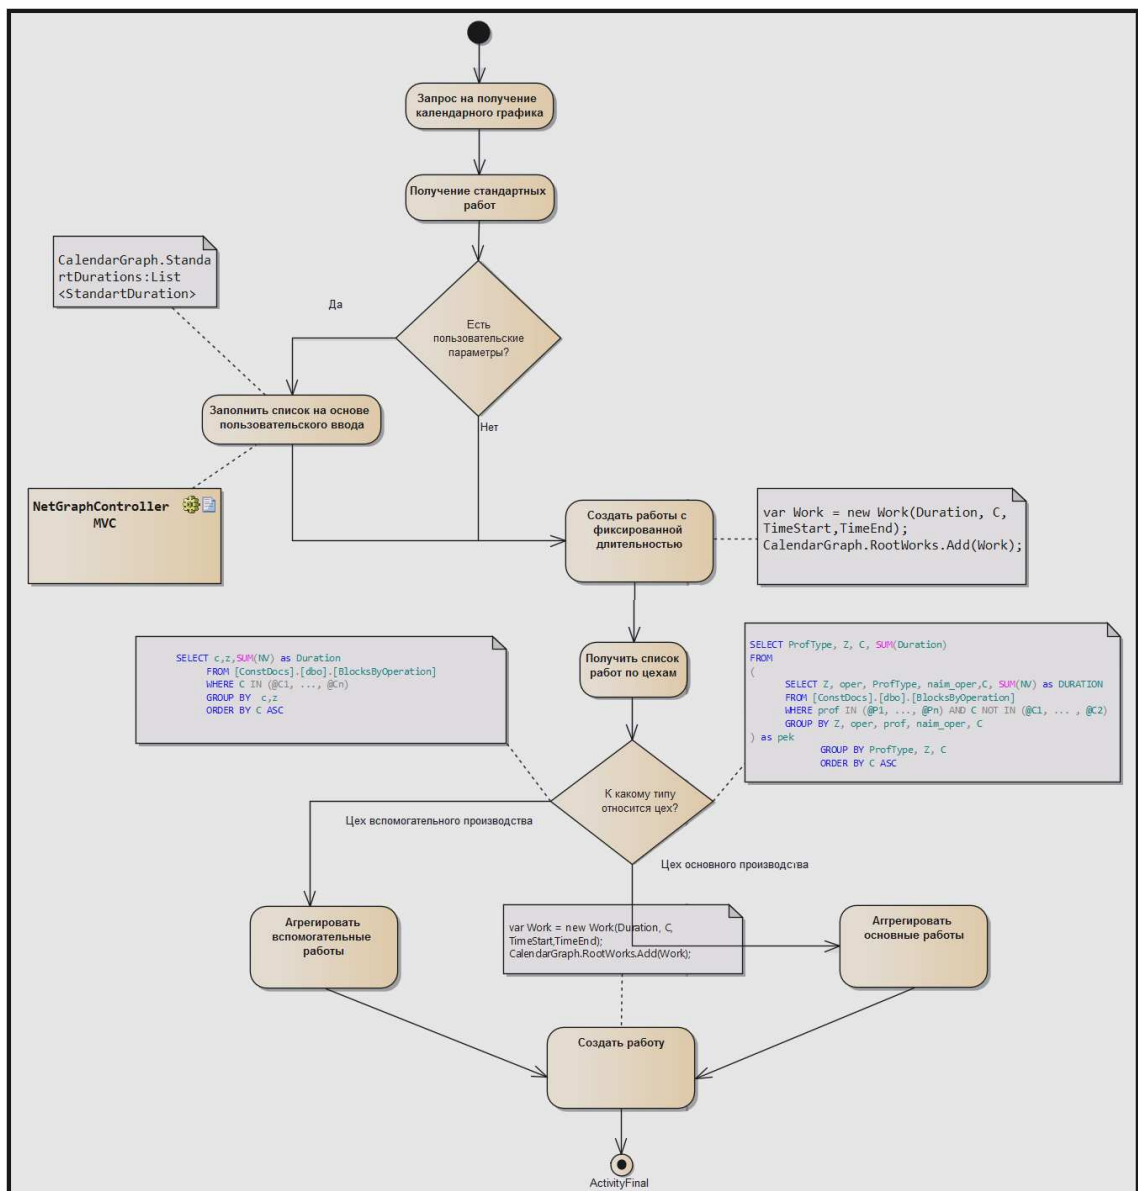 Запрос на получение
календарного графика
Получение стандартных
работ
CalendarGraph.Standa
rtDurations:List
<StandartDuration>
Да
Есть
пользовательские
параметры?
Заполнить список на основе
пользовательского ввода
Нет
NetGraphController
MVC
Создать работы с
фиксированной
длительностью
var Work = new Work(Duration, C,
TimeStart,TimeEnd);
CalendarGraph.RootWorks.Add(Work);
SELECT c,z,SUM(NV) as Duration
FROM [ConstDocs].[dbo].[BlocksByOperation]
WHERE C IN (@C1, ..., @Cn)
GROUP BY c,z
ORDER BY C ASC
Получить список
работ по цехам
SELECT ProfType, Z, C, SUM(Duration)
FROM
(
SELECT Z, oper, ProfType, naim_oper,C, SUM(NV) as DURATION
FROM [ConstDocs].[dbo].[BlocksByOperation]
WHERE prof IN (@P1, ..., @Pn) AND C NOT IN (@C1, ... , @C2)
GROUP BY Z, oper, prof, naim_oper, C
) as pek
GROUP BY ProfType, Z, C
ORDER BY C ASC
К какому типу
относится цех?
Цех вспомогательного производства
Цех основного производства
Агрегировать
вспомогательные
работы
var Work = new Work(Duration, C,
TimeStart,TimeEnd);
CalendarGraph.RootWorks.Add(Work);
Аггрегировать
основные работы
Создать работу
ActivityFinal